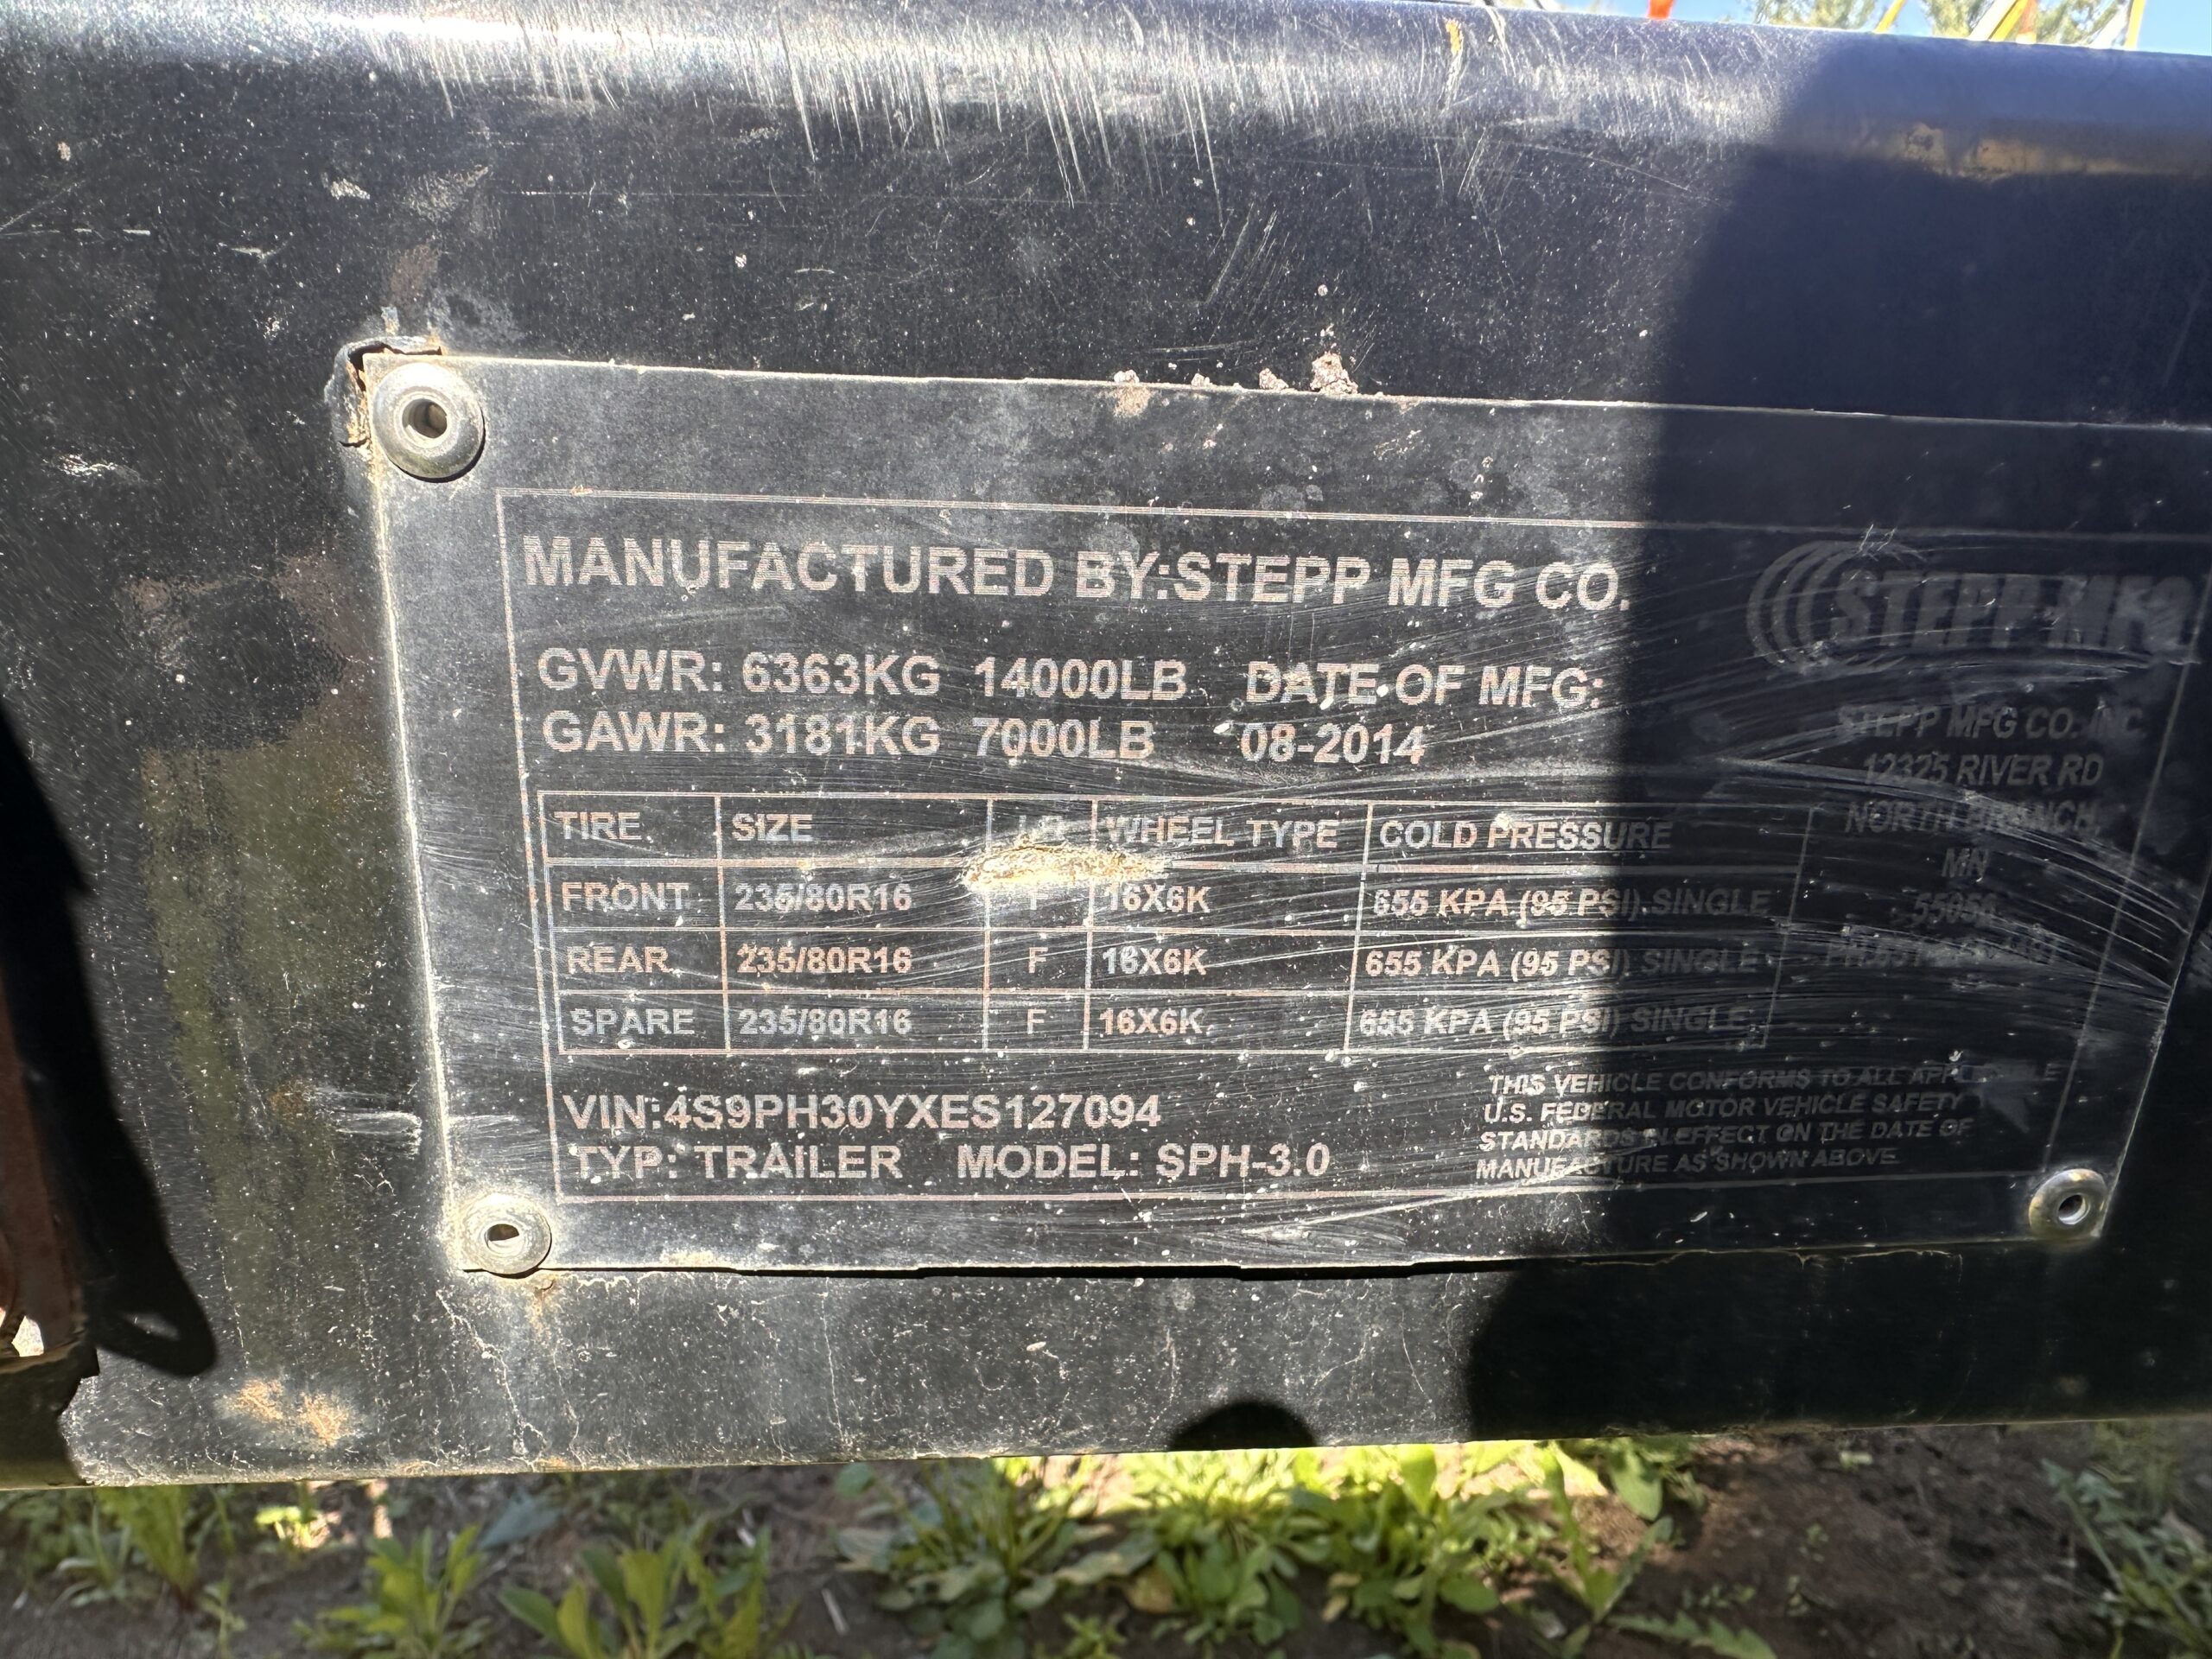 MANUFACTURED BY:STEPP MFG CO.
STEPP MFG
GVWR: 6363KG 14000LB DATE OF MFG:
GAWR: 3181KG 7000LB 08-2014
STEPP MFG CO. INC.
12325 RIVER RD
NORTH BRANCH,
MN
55056
TIRE SIZE WHEEL TYPE COLD PRESSURE
FRONT 235/80R16 F 16X6K 655 KPA (95 PSI) SINGLE
REAR 235/80R16 F 16X6K 655 KPA (95 PSI) SINGLE
SPARE 235/80R16 F 16X6K 655 KPA (95 PSI) SINGLE
VIN:4S9PH30YXES127094
TYP: TRAILER MODEL: SPH-3.0
THIS VEHICLE CONFORMS TO ALL APPLICABLE
U.S. FEDERAL MOTOR VEHICLE SAFETY
STANDARDS IN EFFECT ON THE DATE OF
MANUFACTURE AS SHOWN ABOVE